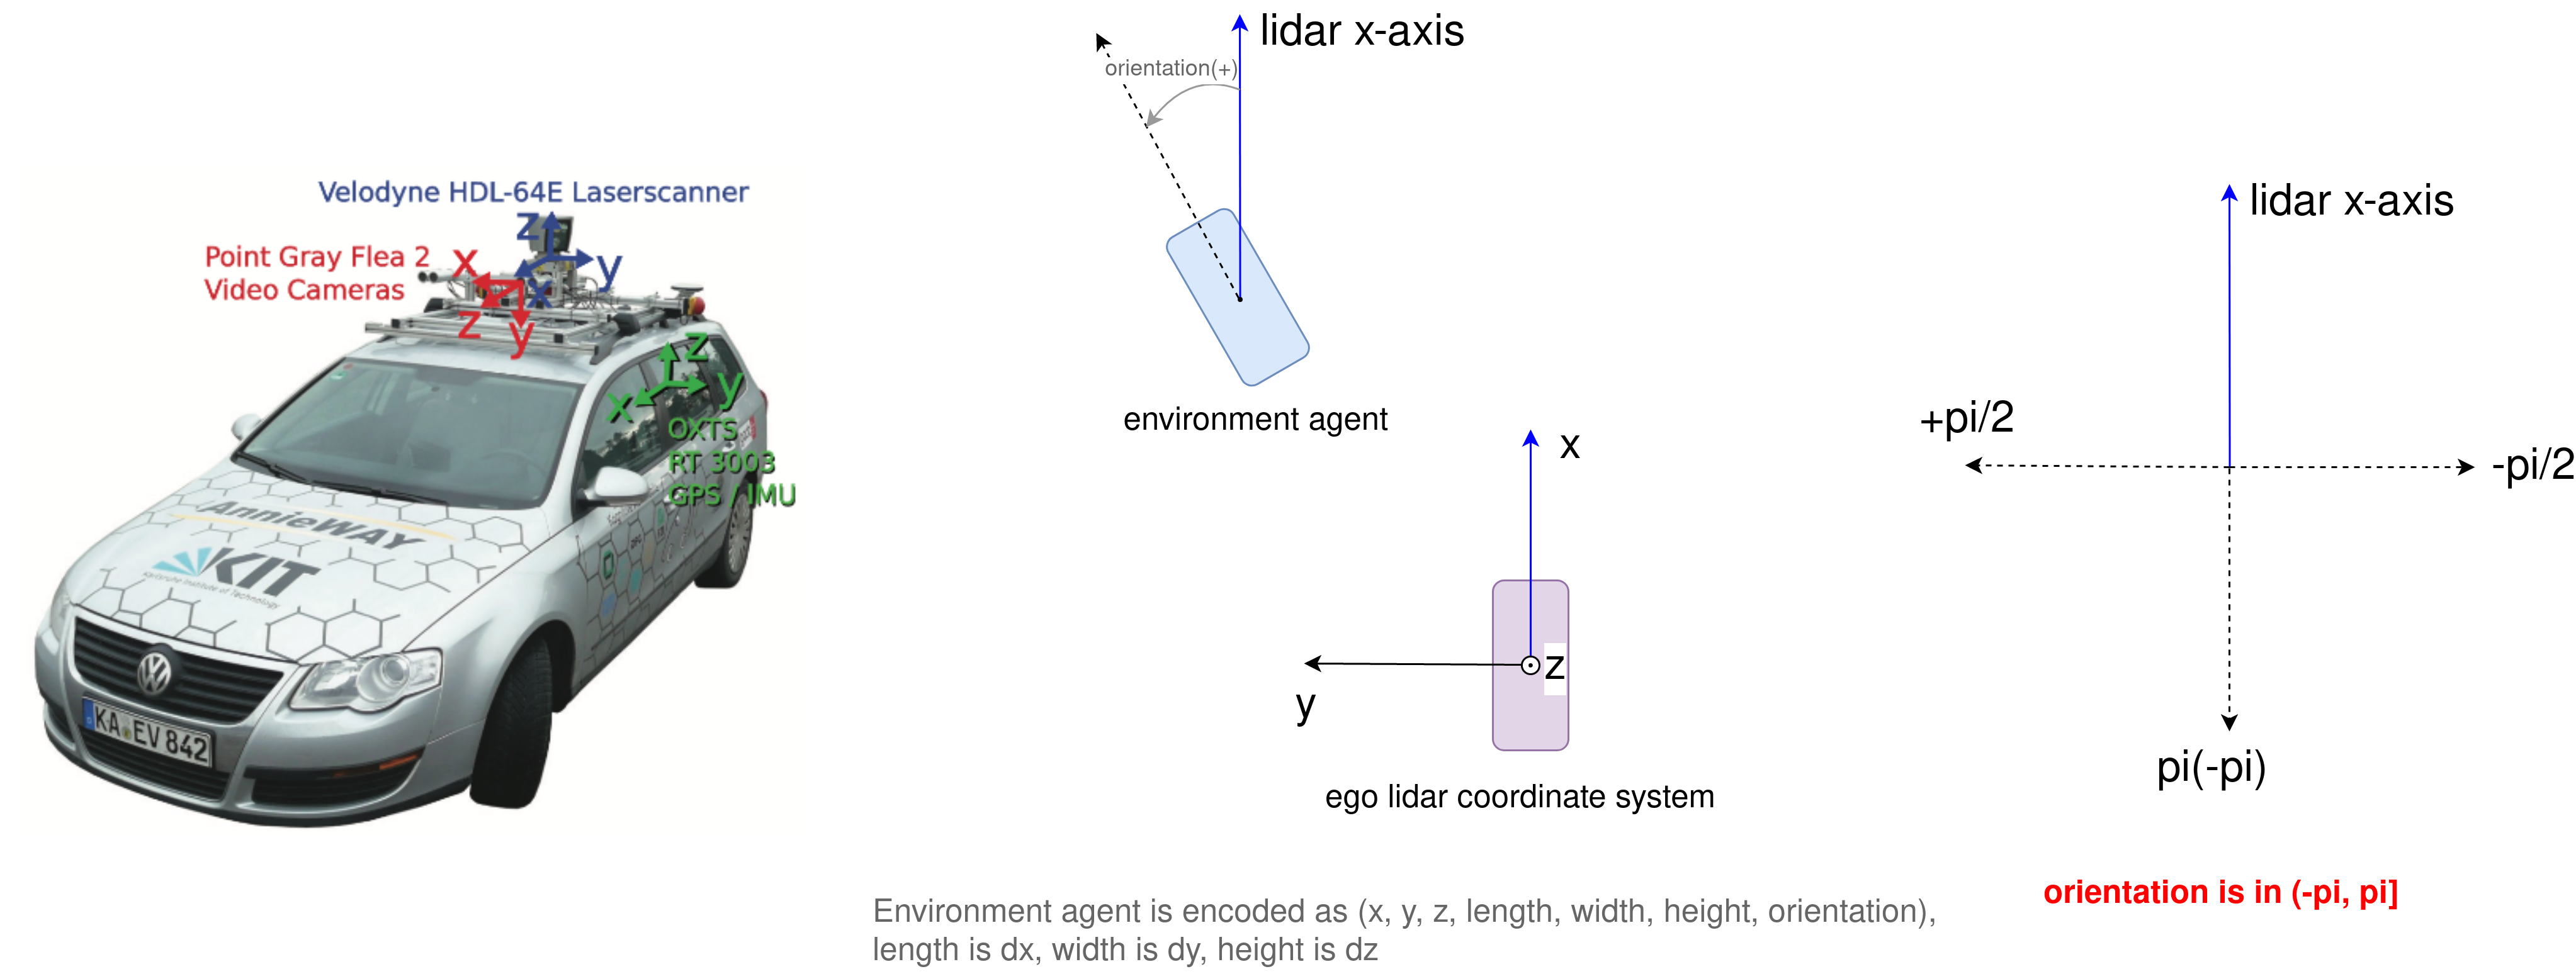 Velodyne HDL-64E Laserscanner
z
y
x
Point Gray Flea 2
Video Cameras
x
z
y
z
y
x
OXTS
RT 3003
GPS / IMU
AnnieWAY
KIT
Karlsruhe Institute of Technology
KA EV 842
lidar x-axis
orientation(+)
environment agent
x
z
y
ego lidar coordinate system
Environment agent is encoded as (x, y, z, length, width, height, orientation),
length is dx, width is dy, height is dz
lidar x-axis
+pi/2
-pi/2
pi(-pi)
orientation is in (-pi, pi]